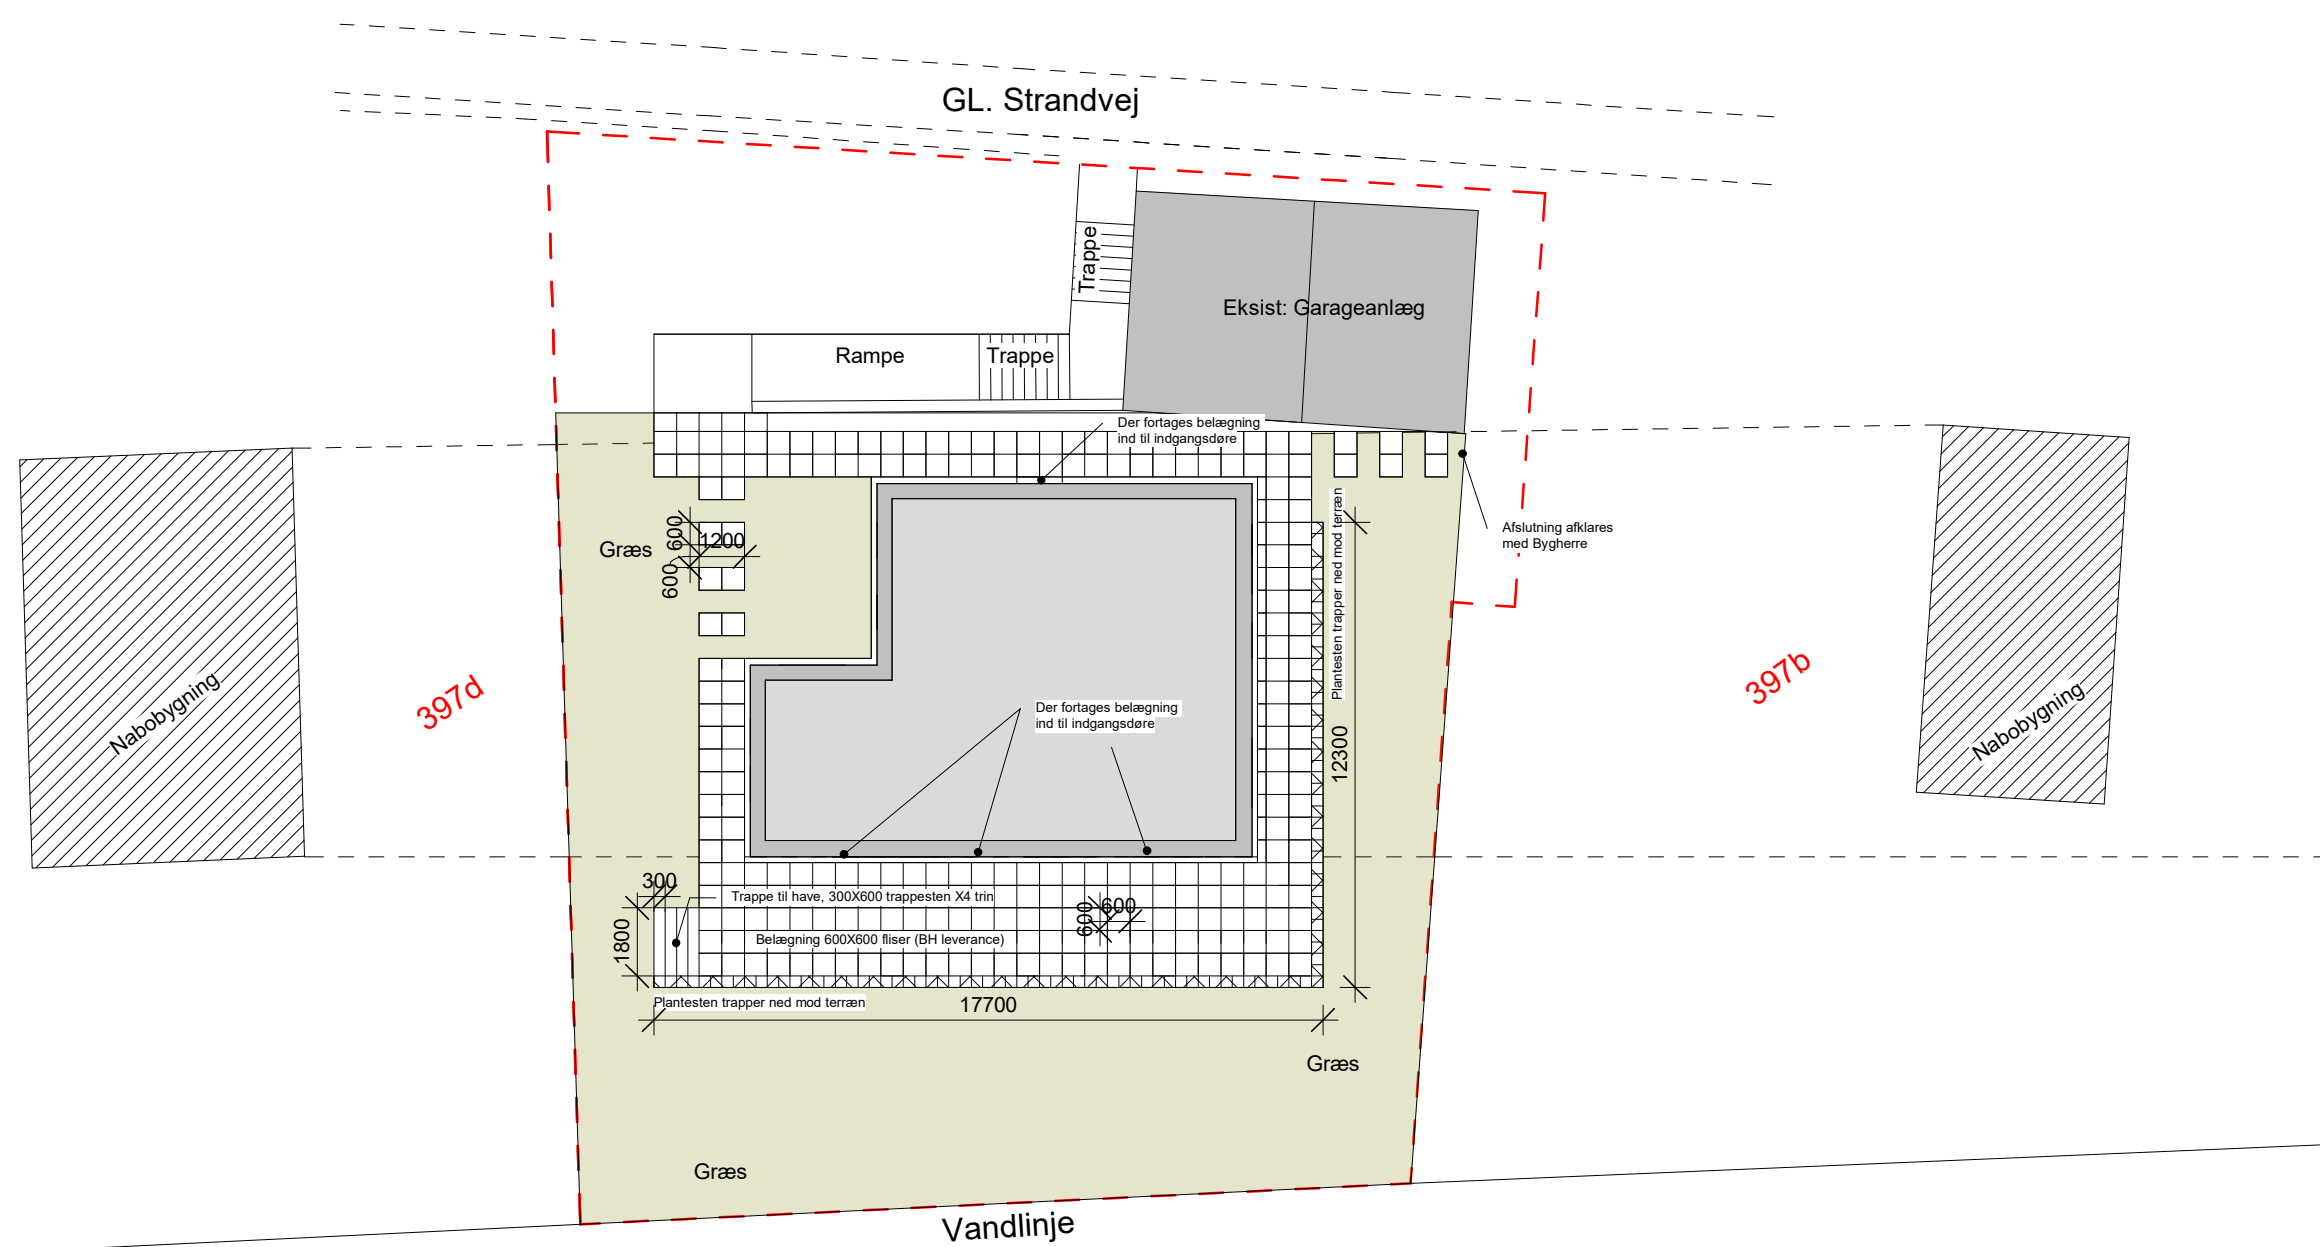 GL. Strandvej
Trappe
Eksist: Garageanlæg
Rampe
Trappe
Der fortages belægning
ind til indgangsdøre
Afslutning afklares
med Bygherre
Græs
600
1200
600
Plantesten trapper ned mod terræn
12300
397d
397b
Nabobygning
Nabobygning
Der fortages belægning
ind til indgangsdøre
300
Trappe til have, 300X600 trappesten X4 trin
600
600
1800
Belægning 600X600 fliser (BH leverance)
Plantesten trapper ned mod terræn
17700
Græs
Græs
Vandlinje